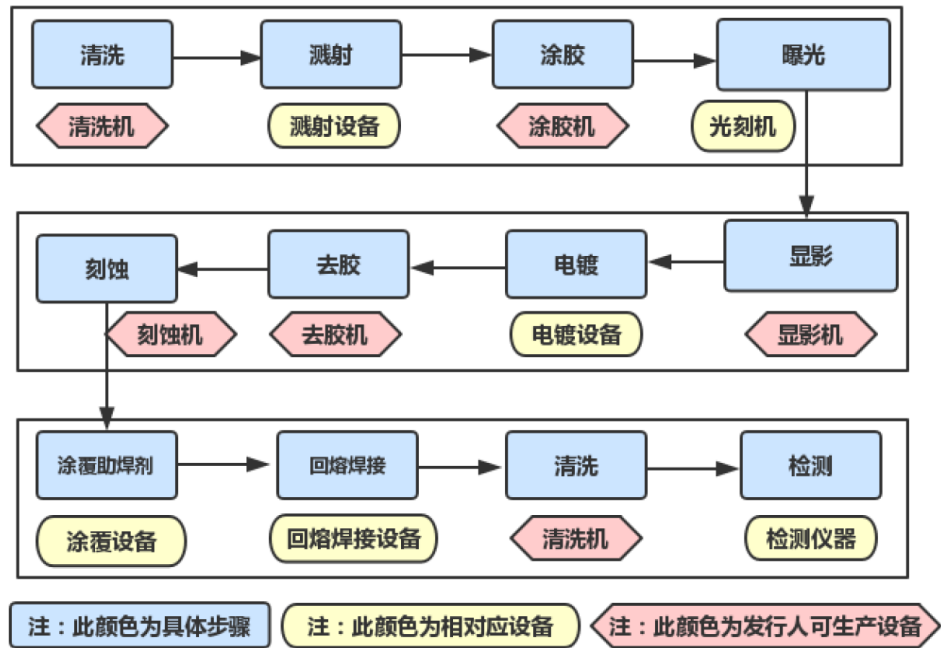 清洗
溅射
涂胶
曝光
清洗机
溅射设备
涂胶机
光刻机
刻蚀
去胶
电镀
显影
刻蚀机
去胶机
电镀设备
显影机
涂覆助焊剂
回熔焊接
清洗
检测
涂覆设备
回熔焊接设备
清洗机
检测仪器
注：此颜色为具体步骤
注：此颜色为相对应设备
注：此颜色为发行人可生产设备